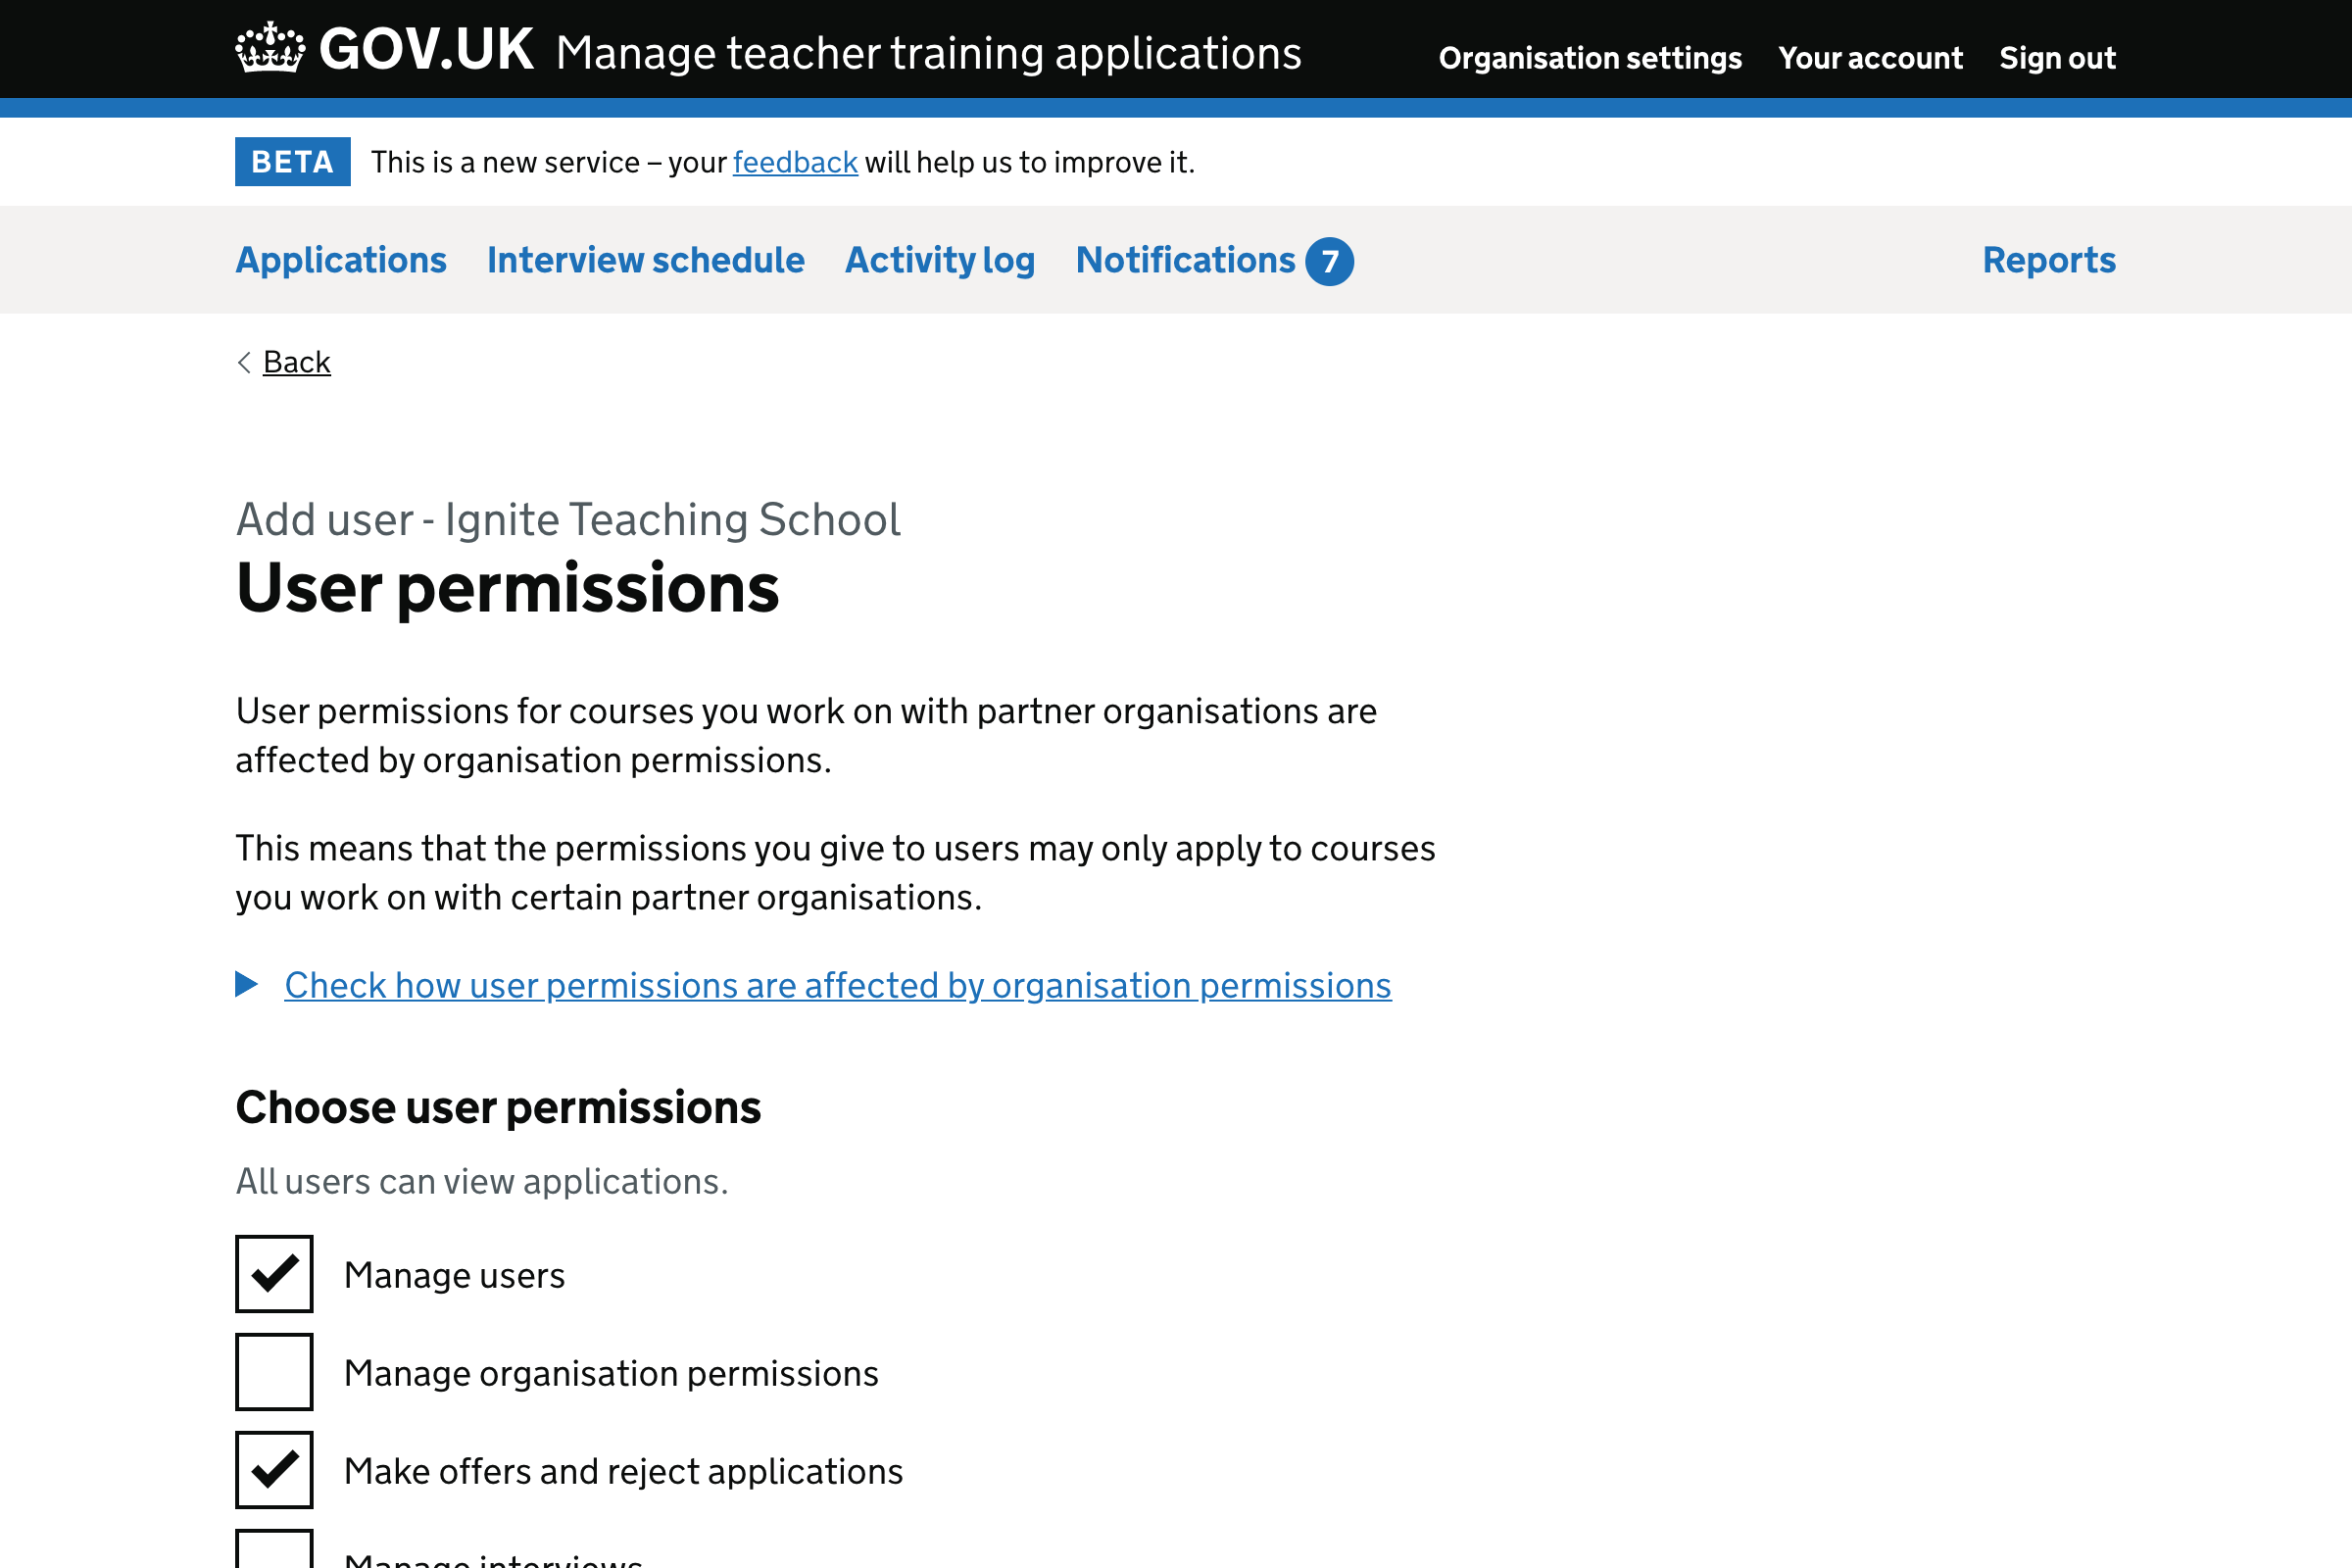 GOV.UK Manage teacher training applications Organisation settings Your account Sign out
BETA This is a new service – your feedback will help us to improve it.
Applications Interview schedule Activity log Notifications 7 Reports
Back
Add user - Ignite Teaching School
User permissions
User permissions for courses you work on with partner organisations are
affected by organisation permissions.
This means that the permissions you give to users may only apply to courses
you work on with certain partner organisations.
Check how user permissions are affected by organisation permissions
Choose user permissions
All users can view applications.
Manage users
Manage organisation permissions
Make offers and reject applications
Manage interviews